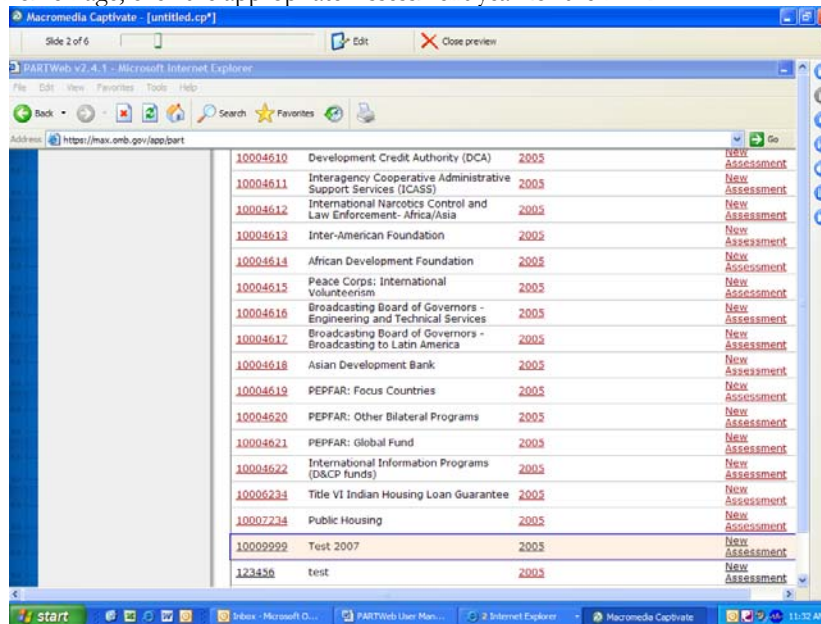 Macromedia Captivate - [untitled.cp*]
Slide 2 of 6 Edit Close preview
PARTWeb v2.4.1 - Microsoft Internet Explorer
File Edit View Favorites Tools Help
Back Search Favorites
Address https://max.omb.gov/app/part Go
10004610 Development Credit Authority (DCA) 2005 New Assessment
10004611 Interagency Cooperative Administrative Support Services (ICASS) 2005 New Assessment
10004612 International Narcotics Control and Law Enforcement- Africa/Asia 2005 New Assessment
10004613 Inter-American Foundation 2005 New Assessment
10004614 African Development Foundation 2005 New Assessment
10004615 Peace Corps: International Volunteerism 2005 New Assessment
10004616 Broadcasting Board of Governors - Engineering and Technical Services 2005 New Assessment
10004617 Broadcasting Board of Governors - Broadcasting to Latin America 2005 New Assessment
10004618 Asian Development Bank 2005 New Assessment
10004619 PEPFAR: Focus Countries 2005 New Assessment
10004620 PEPFAR: Other Bilateral Programs 2005 New Assessment
10004621 PEPFAR: Global Fund 2005 New Assessment
10004622 International Information Programs (D&CP funds) 2005 New Assessment
10006234 Title VI Indian Housing Loan Guarantee 2005 New Assessment
10007234 Public Housing 2005 New Assessment
10009999 Test 2007 2005 New Assessment
123456 test 2005 New Assessment
start Inbox - Microsoft O... PARTWeb User Man... 2 Internet Explorer Macromedia Captivate 11:32 AM